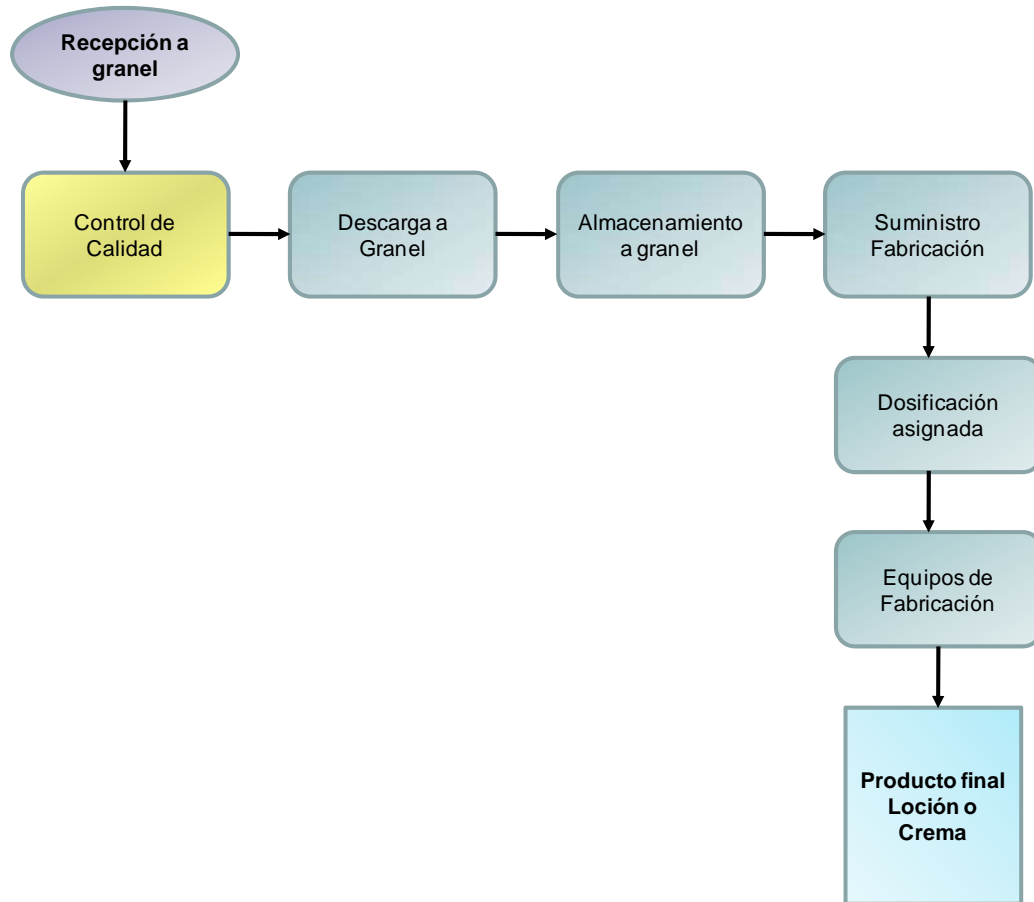 Recepción a
granel
Control de
Calidad
Descarga a
Granel
Almacenamiento
a granel
Suministro
Fabricación
Dosificación
asignada
Equipos de
Fabricación
Producto final
Loción o
Crema